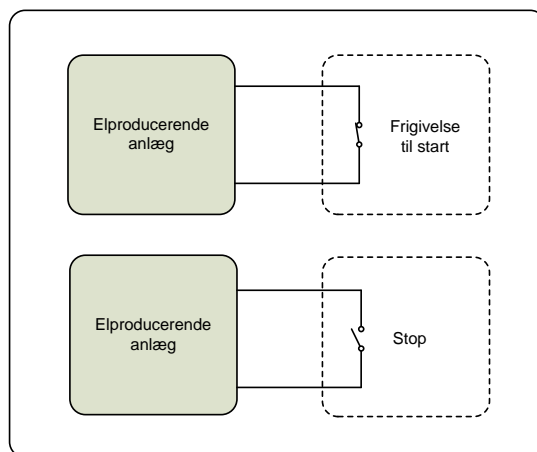 Elproducerende
anlæg
Frigivelse
til start
Elproducerende
anlæg
Stop